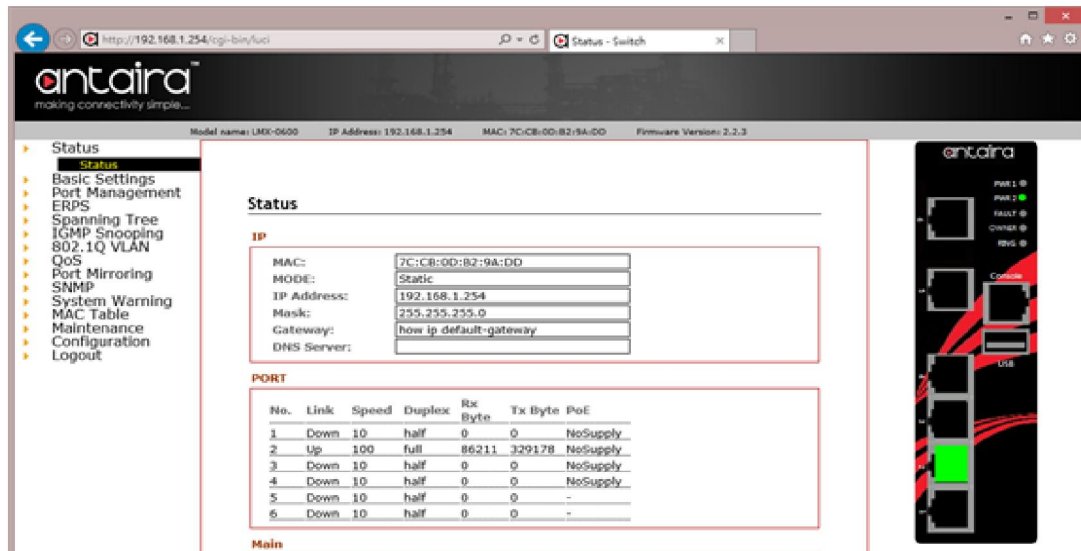 http://192.168.1.254/cgi-bin/luci
Status - Switch
antaira™
making connectivity simple...
Model name: LMX-0600 IP Address: 192.168.1.254 MAC: 7C:CB:0D:B2:9A:DD Firmware Version: 2.2.3
Status
Status
Basic Settings
Port Management
ERPS
Spanning Tree
IGMP Snooping
802.1Q VLAN
QoS
Port Mirroring
SNMP
System Warning
MAC Table
Maintenance
Configuration
Logout
Status
IP
MAC: 7C:CB:0D:B2:9A:DD
MODE: Static
IP Address: 192.168.1.254
Mask: 255.255.255.0
Gateway: how ip default-gateway
DNS Server:
PORT
No. Link Speed Duplex Rx Byte Tx Byte PoE
1 Down 10 half 0 0 NoSupply
2 Up 100 full 86211 329178 NoSupply
3 Down 10 half 0 0 NoSupply
4 Down 10 half 0 0 NoSupply
5 Down 10 half 0 0 -
6 Down 10 half 0 0 -
Main
antaira
PWR 1
PWR 2
FAULT
OWNER
RING
Console
USB